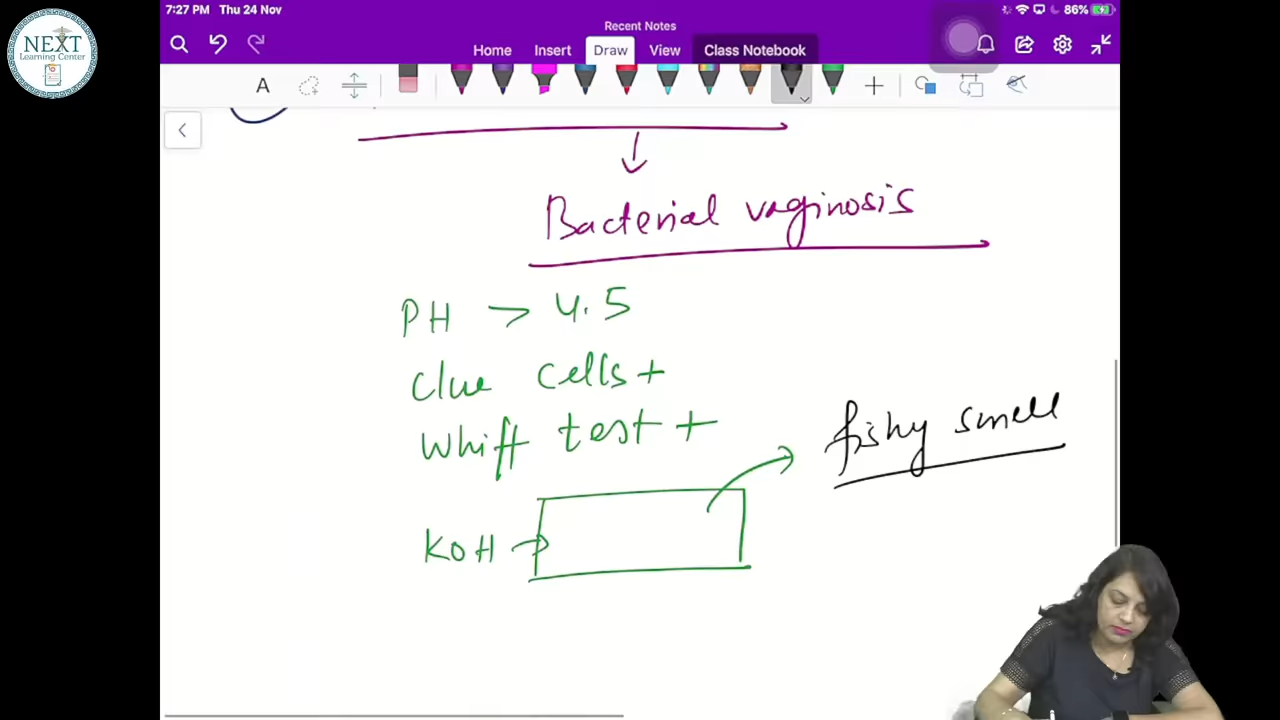 7:27 PM Thu 24 Nov
86%
Recent Notes
NEXT
Learning Center
Home Insert Draw View Class Notebook
A
Bacterial vaginosis
PH > 4.5
Clue cells +
Whiff test +
fishy smell
KOH